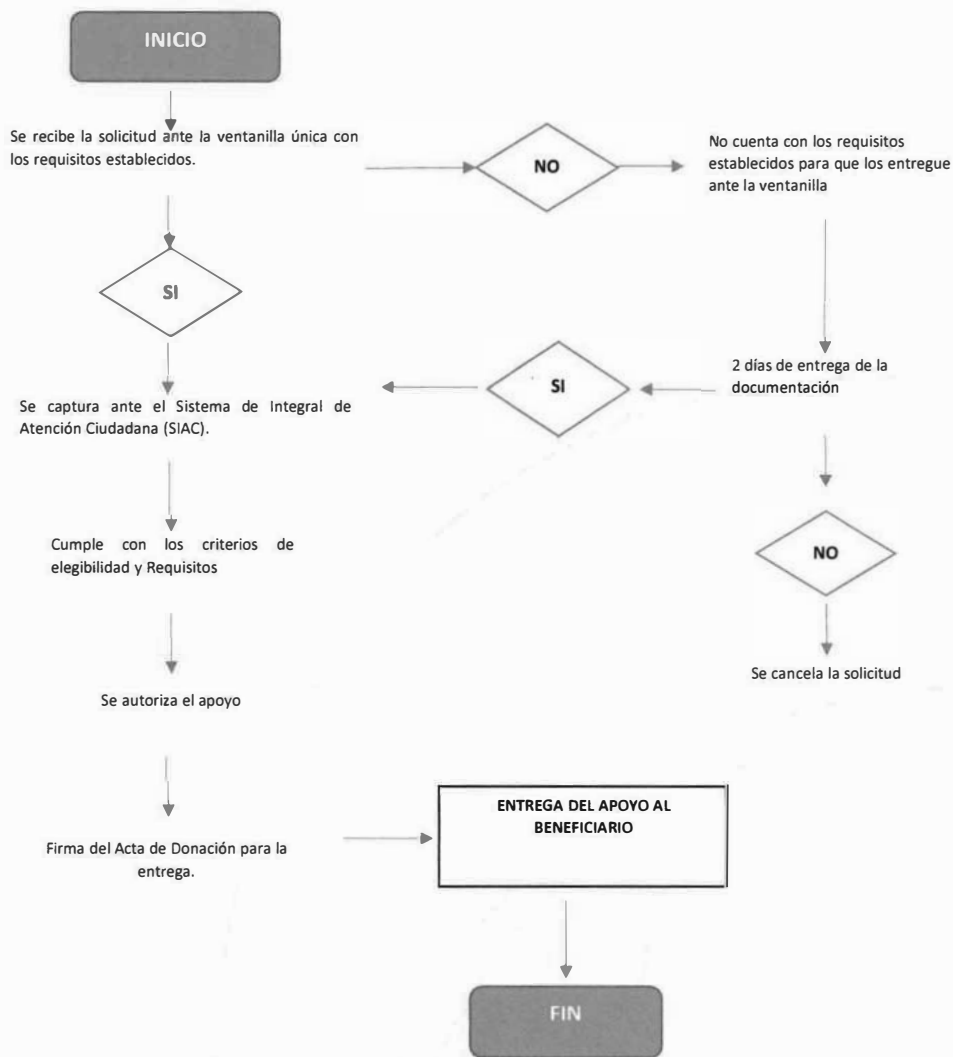 INICIO
Se recibe la solicitud ante la ventanilla única con
los requisitos establecidos.
NO
No cuenta con los requisitos
establecidos para que los entregue
ante la ventanilla
SI
2 días de entrega de la
documentación
SI
Se captura ante el Sistema de Integral de
Atención Ciudadana (SIAC).
NO
Cumple con los criterios de
elegebilidad y Requisitos
Se cancela la solicitud
Se autoriza el apoyo
ENTREGA DEL APOYO AL
BENEFICIARIO
Firma del Acta de Donación para la
entrega.
FIN